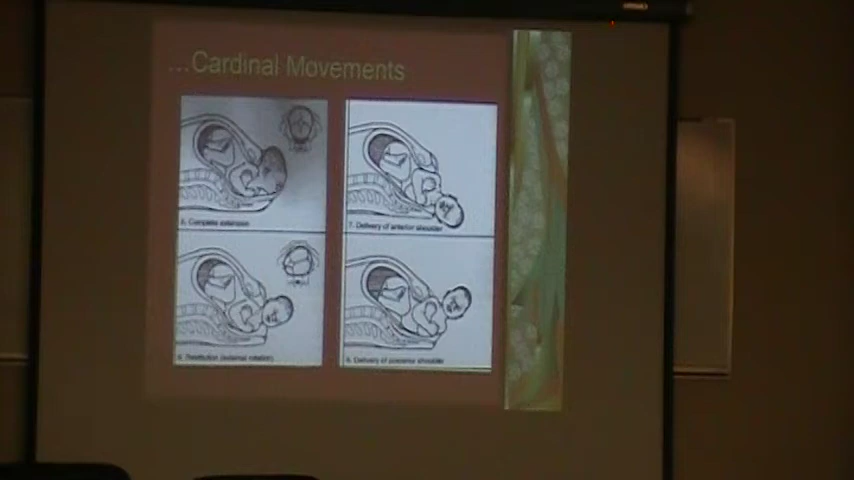 ...Cardinal Movements
5. Complete extension
7. Delivery of anterior shoulder
6. Restitution (external rotation)
8. Delivery of posterior shoulder